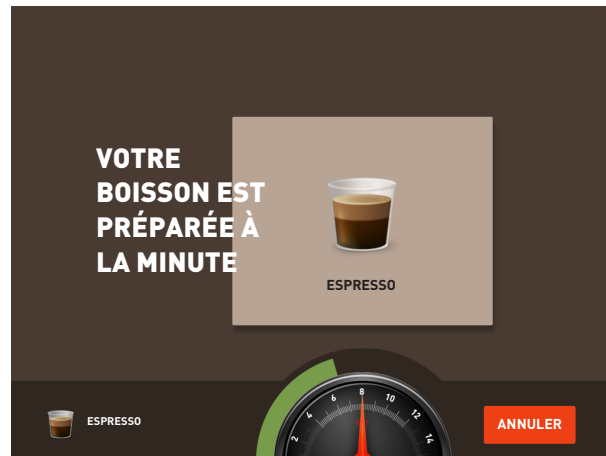 VOTRE
BOISSON EST
PRÉPARÉE À
LA MINUTE
ESPRESSO
ESPRESSO
2 4 6 8 10 12 14
ANNULER